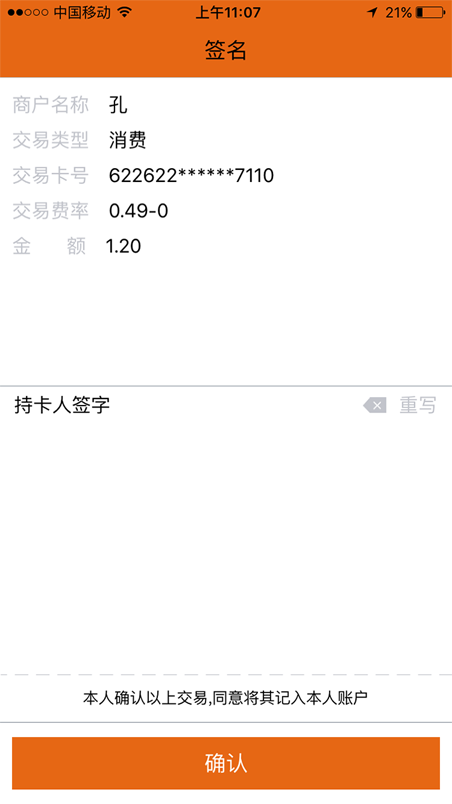 中国移动 上午11:07 21%
签名
商户名称 孔
交易类型 消费
交易卡号 622622******7110
交易费率 0.49-0
金 额 1.20
持卡人签字 重写
本人确认以上交易,同意将其记入本人账户
确认